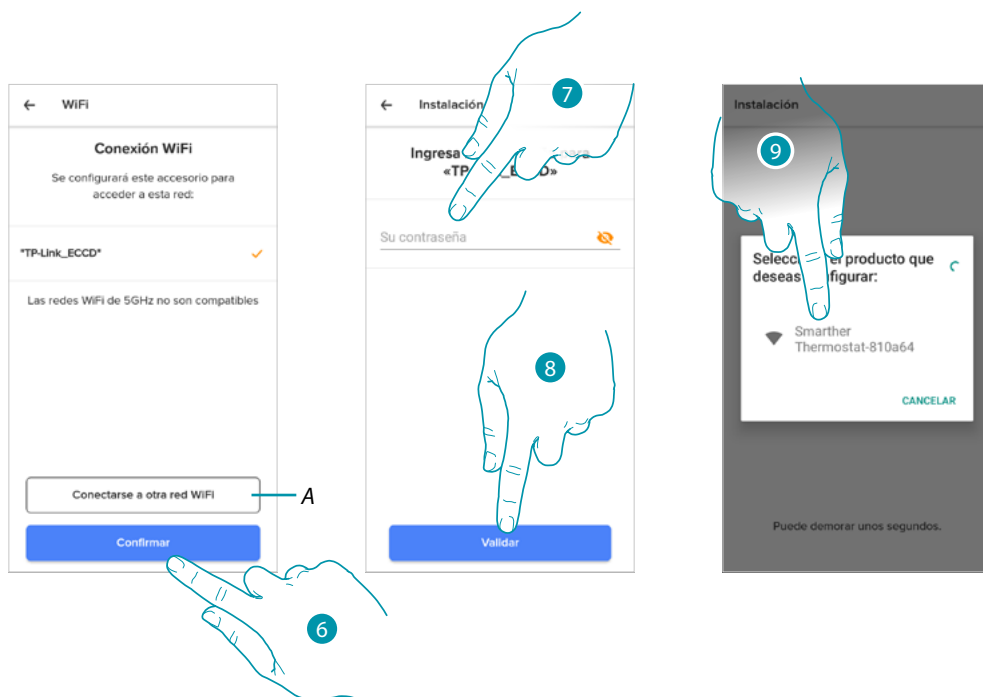 WiFi
Conexión WiFi
Se configurará este accesorio para
acceder a esta red:
"TP-Link_ECCD"
Las redes WiFi de 5GHz no son compatibles
Conectarse a otra red WiFi
A
Confirmar
6
Instalación
7
Ingresa
«TP
D»
Su contraseña
8
Validar
Instalación
9
producto que
deseas
figurar:
Smarther
Thermostat-810a64
CANCELAR
Puede demorar unos segundos.